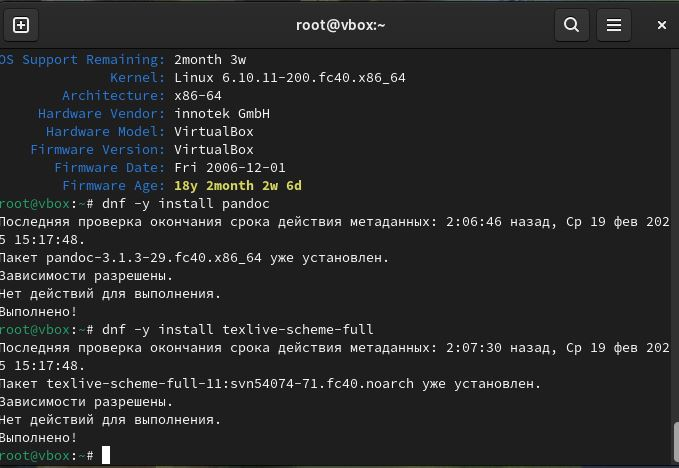 root@vbox:~
OS Support Remaining: 2month 3w
Kernel: Linux 6.10.11-200.fc40.x86_64
Architecture: x86-64
Hardware Vendor: innotek GmbH
Hardware Model: VirtualBox
Firmware Version: VirtualBox
Firmware Date: Fri 2006-12-01
Firmware Age: 18y 2month 2w 6d
root@vbox:~# dnf -y install pandoc
Последняя проверка окончания срока действия метаданных: 2:06:46 назад, Ср 19 фев 202
5 15:17:48.
Пакет pandoc-3.1.3-29.fc40.x86_64 уже установлен.
Зависимости разрешены.
Нет действий для выполнения.
Выполнено!
root@vbox:~# dnf -y install texlive-scheme-full
Последняя проверка окончания срока действия метаданных: 2:07:30 назад, Ср 19 фев 202
5 15:17:48.
Пакет texlive-scheme-full-11:svn54074-71.fc40.noarch уже установлен.
Зависимости разрешены.
Нет действий для выполнения.
Выполнено!
root@vbox:~#